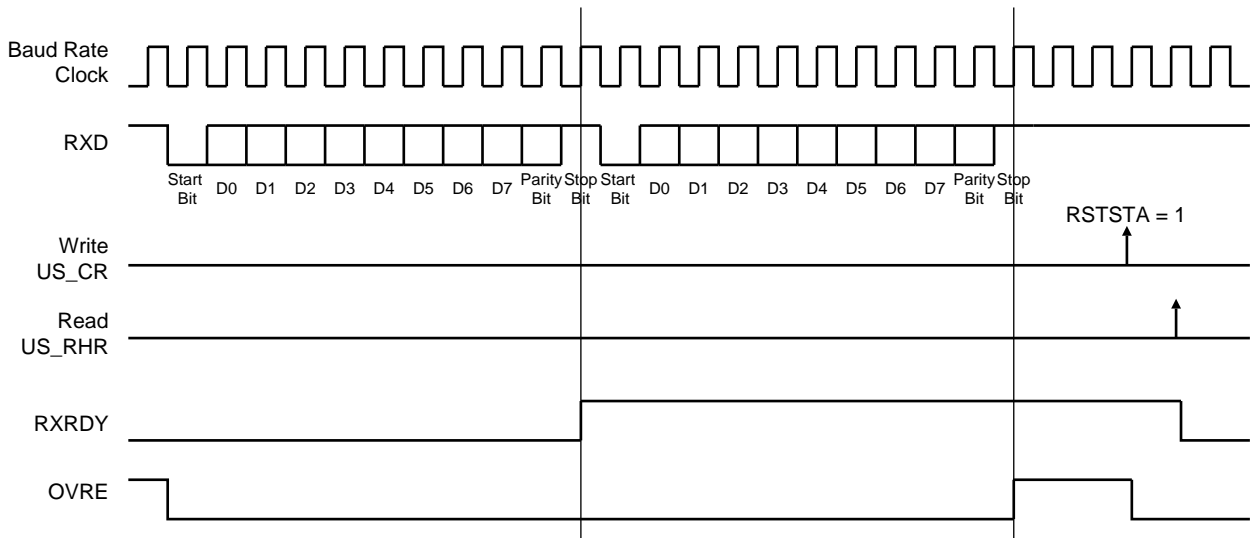 Baud Rate
Clock
RXD
Start
Bit
D0 D1 D2 D3 D4 D5 D6 D7
Parity
Bit
Stop
Bit
Start
Bit
D0 D1 D2 D3 D4 D5 D6 D7
Parity
Bit
Stop
Bit
RSTSTA = 1
Write
US_CR
Read
US_RHR
RXRDY
OVRE